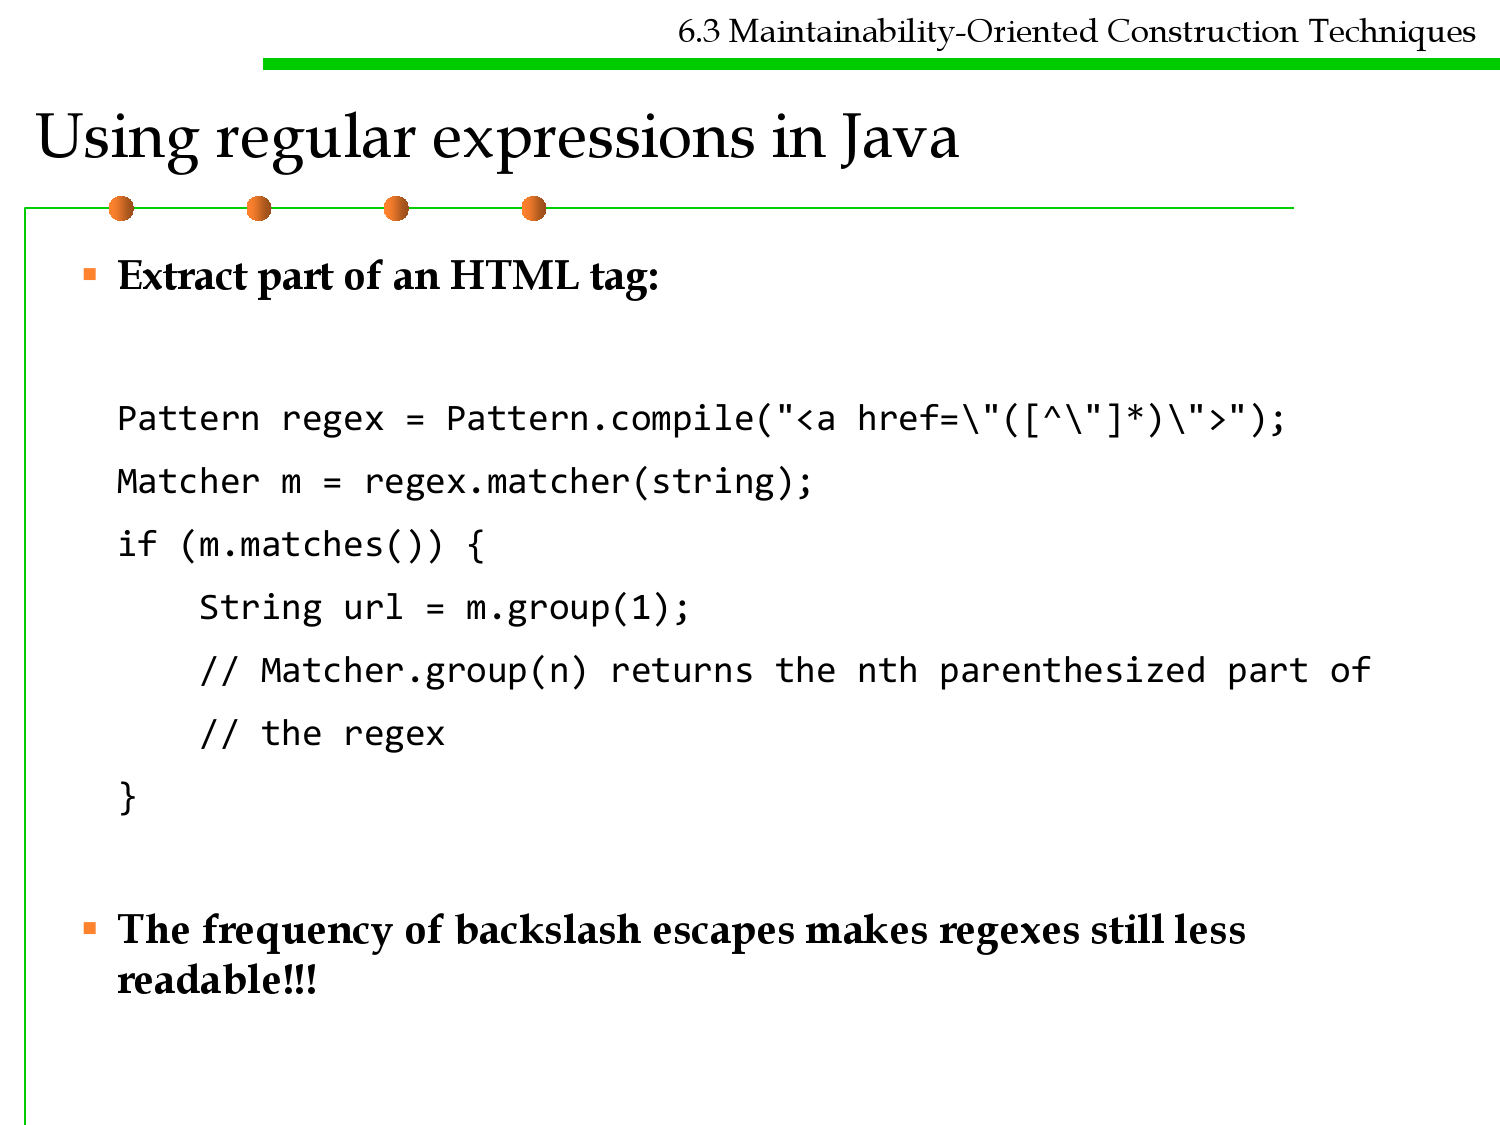 6.3 Maintainability-Oriented Construction Techniques
Using regular expressions in Java
Extract part of an HTML tag:
Pattern regex = Pattern.compile("<a href=\"([^\"]*)\">");
Matcher m = regex.matcher(string);
if (m.matches()) {
    String url = m.group(1);
    // Matcher.group(n) returns the nth parenthesized part of
    // the regex
}
The frequency of backslash escapes makes regexes still less
readable!!!